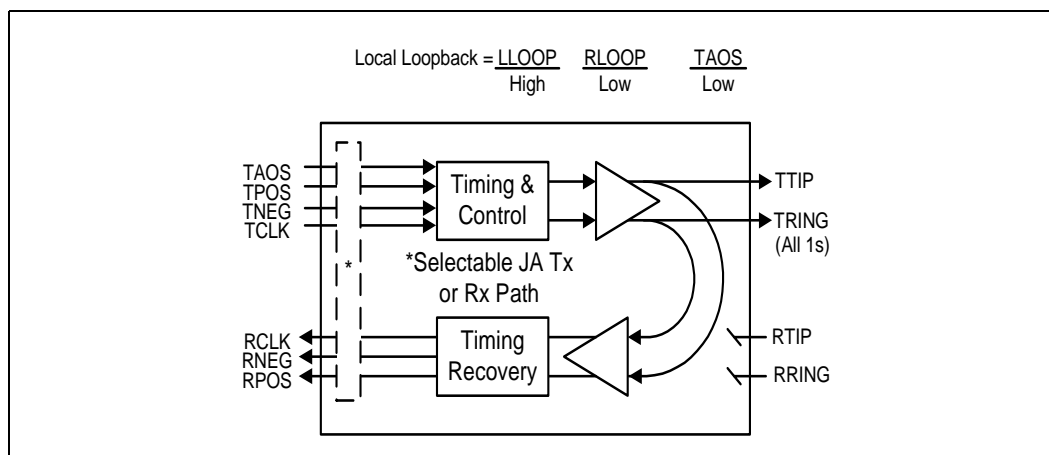 Local Loopback = LLOOP RLOOP TAOS
High Low Low
TAOS
TPOS
TNEG
TCLK
Timing &
Control
TTIP
TRING
(All 1s)
*
*Selectable JA Tx
or Rx Path
RCLK
RNEG
RPOS
Timing
Recovery
RTIP
RRING